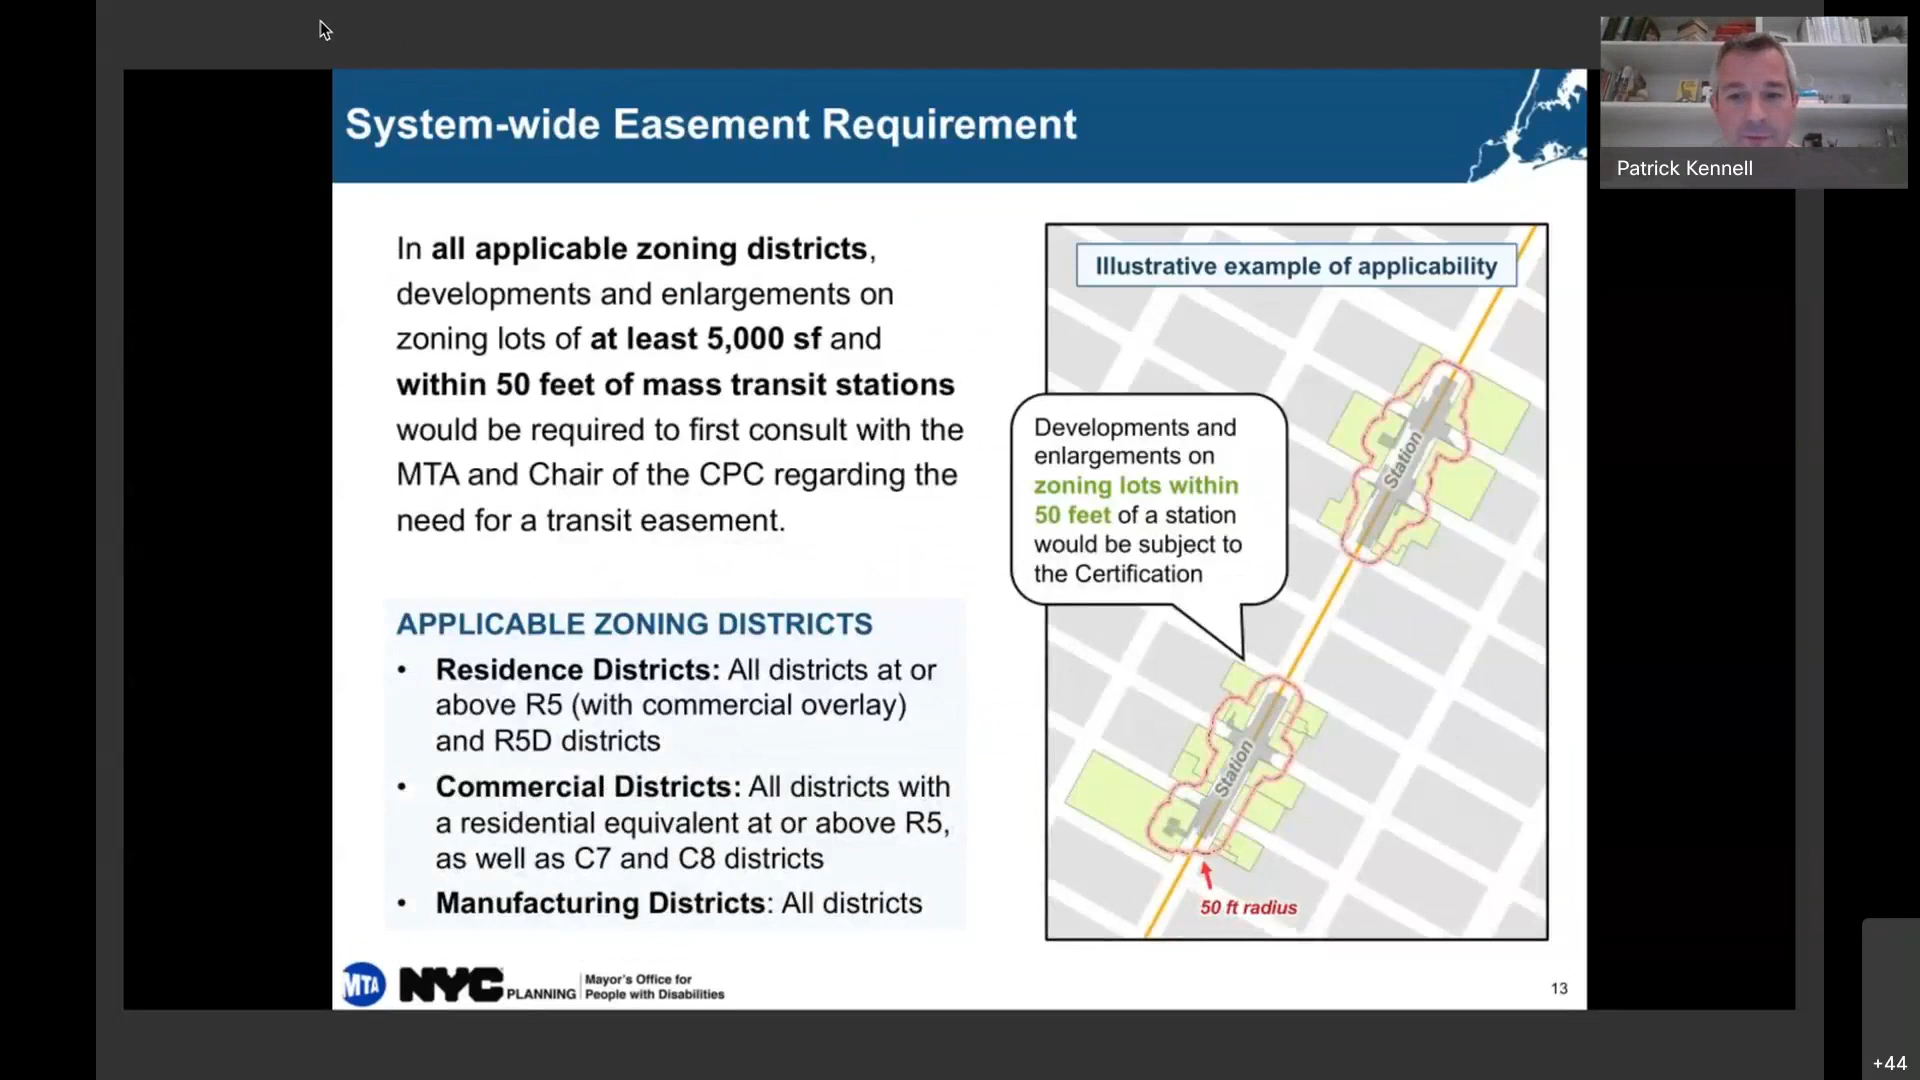 System-wide Easement Requirement
Patrick Kennell
In all applicable zoning districts,
developments and enlargements on
zoning lots of at least 5,000 sf and
within 50 feet of mass transit stations
would be required to first consult with the
MTA and Chair of the CPC regarding the
need for a transit easement.
APPLICABLE ZONING DISTRICTS
• Residence Districts: All districts at or
above R5 (with commercial overlay)
and R5D districts
• Commercial Districts: All districts with
a residential equivalent at or above R5,
as well as C7 and C8 districts
• Manufacturing Districts: All districts
Illustrative example of applicability
Station
Developments and
enlargements on
zoning lots within
50 feet of a station
would be subject to
the Certification
Station
50 ft radius
MTA
NYC PLANNING
Mayor's Office for
People with Disabilities
13
+44